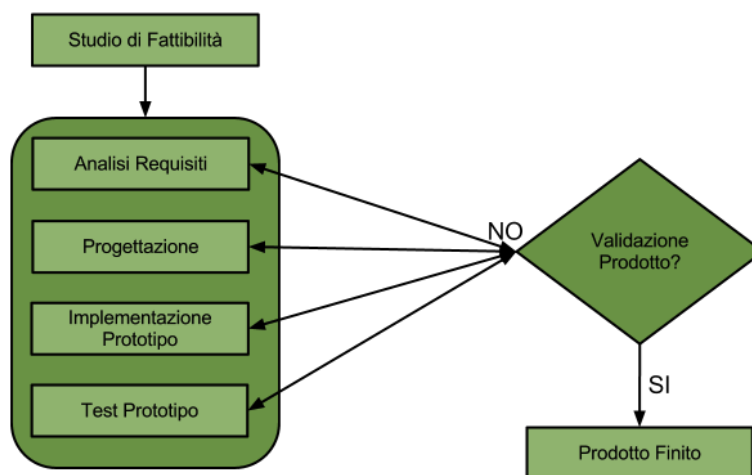 Studio di Fattibilità
Analisi Requisiti
Progettazione
Implementazione
Prototipo
Test Prototipo
NO
Validazione
Prodotto?
SI
Prodotto Finito